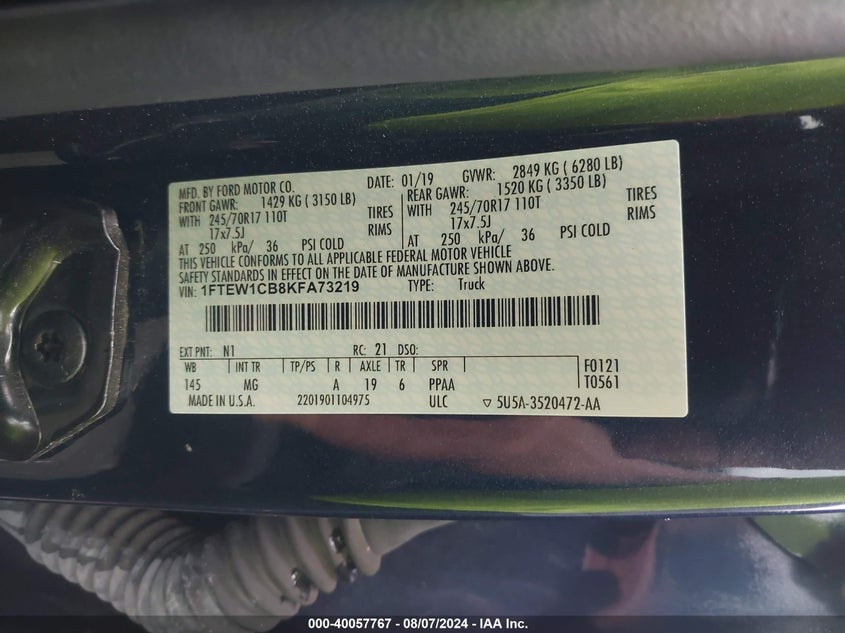 MFD. BY FORD MOTOR CO. DATE: 01/19 GVWR: 2849 KG ( 6280 LB)
FRONT GAWR: 1429 KG ( 3150 LB) REAR GAWR: 1520 KG ( 3350 LB)
WITH 245/70R17 110T TIRES WITH 245/70R17 110T TIRES
17x7.5J RIMS 17x7.5J RIMS
AT 250 kPa/ 36 PSI COLD AT 250 kPa/ 36 PSI COLD
THIS VEHICLE CONFORMS TO ALL APPLICABLE FEDERAL MOTOR VEHICLE
SAFETY STANDARDS IN EFFECT ON THE DATE OF MANUFACTURE SHOWN ABOVE.
VIN: 1FTEW1CB8KFA73219 TYPE: Truck
EXT PNT: N1 RC: 21 DSO:
WB INT TR TP/PS R AXLE TR SPR F0121
145 MG A 19 6 PPAA T0561
MADE IN U.S.A. 2201901104975 ULC ▽ 5U5A-3520472-AA
000-40057767 - 08/07/2024 - IAA Inc.